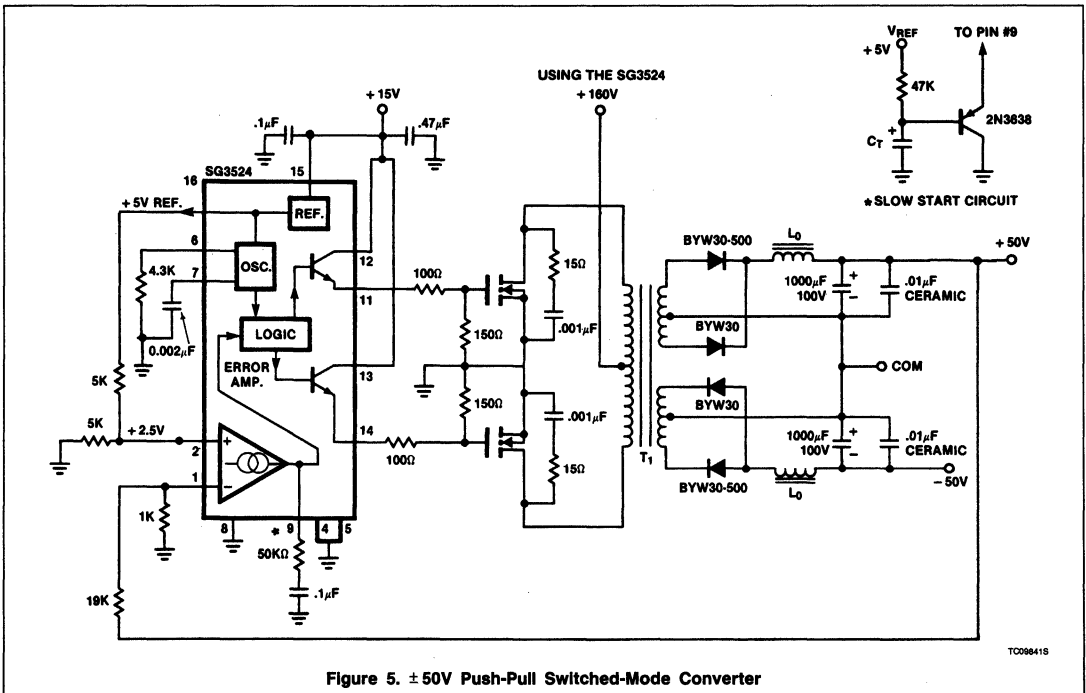 USING THE SG3524
+160V
V_REF
+5V
TO PIN #9
47K
2N3638
+
C_T
*SLOW START CIRCUIT
+15V
.1μF
.47μF
SG3524
16
15
+5V REF.
REF.
6
OSC.
7
4.3K
0.002μF
12
11
LOGIC
ERROR
AMP.
13
14
5K
5K
+2.5V
2
+
1
−
1K
8
*
9
4
5
50KΩ
.1μF
19K
100Ω
150Ω
150Ω
100Ω
15Ω
.001μF
.001μF
15Ω
T₁
BYW30-500
L₀
+50V
1000μF
100V
+
−
.01μF
CERAMIC
BYW30
COM
BYW30
1000μF
100V
+
−
.01μF
CERAMIC
BYW30-500
L₀
−50V
TC09841S
Figure 5. ±50V Push-Pull Switched-Mode Converter